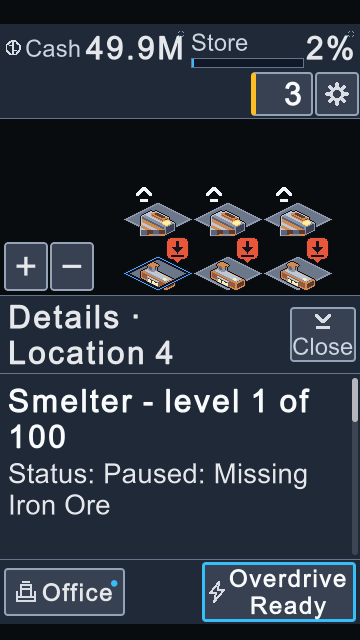 Cash 49.9M Store 2%
3
+ −
Details ·
Location 4
Close
Smelter - level 1 of
100
Status: Paused: Missing
Iron Ore
Office
Overdrive
Ready